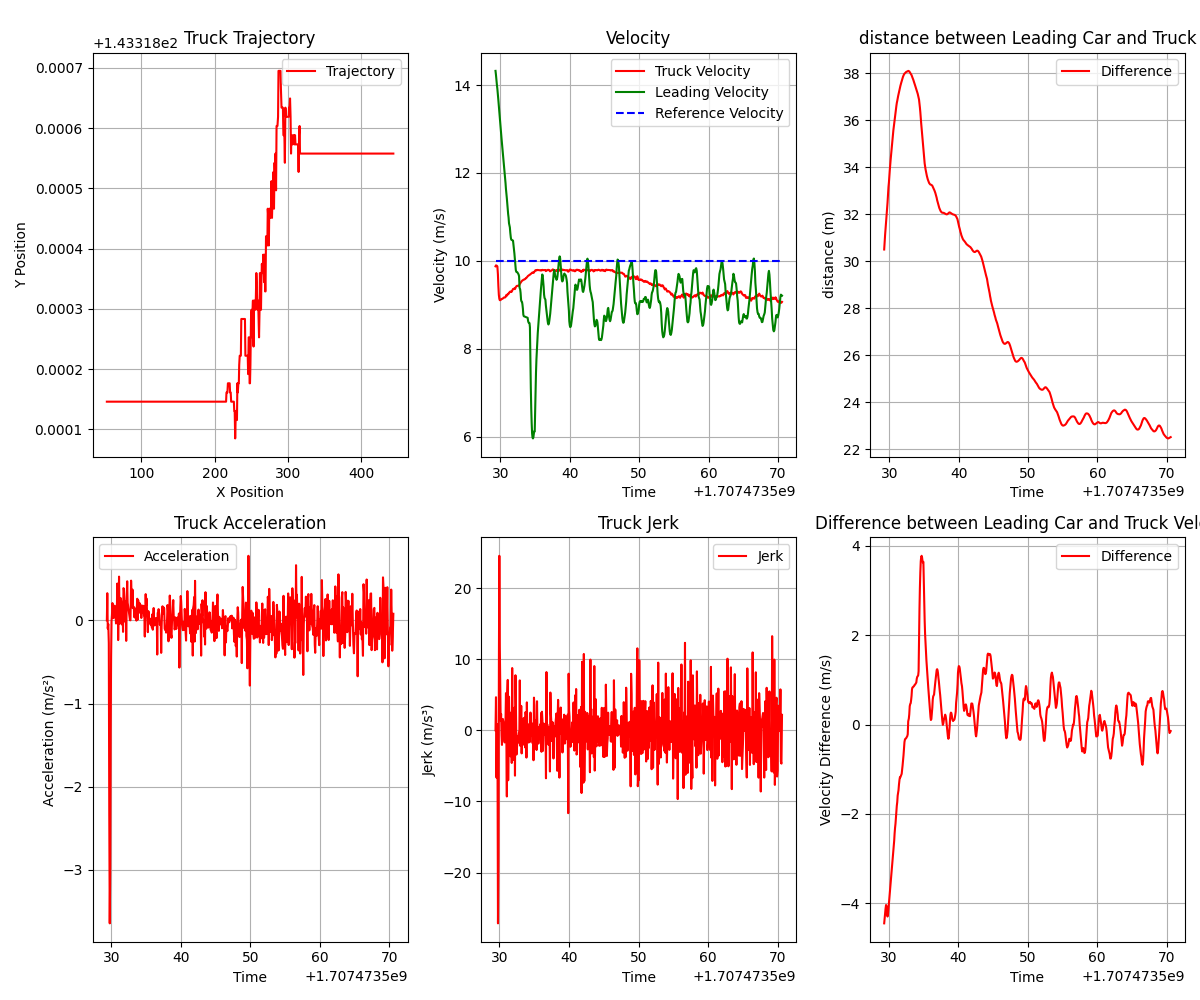 Truck Trajectory
+1.43318e2
Trajectory
0.0007
0.0006
0.0005
0.0004
0.0003
0.0002
0.0001
Y Position
100 200 300 400
X Position
Velocity
Truck Velocity
Leading Velocity
Reference Velocity
14
12
10
8
6
Velocity (m/s)
30 40 50 60 70
Time
+1.7074735e9
distance between Leading Car and Truck
Difference
38
36
34
32
30
28
26
24
22
distance (m)
30 40 50 60 70
Time
+1.7074735e9
Truck Acceleration
Acceleration
0
−1
−2
−3
Acceleration (m/s²)
30 40 50 60 70
Time
+1.7074735e9
Truck Jerk
Jerk
20
10
0
−10
−20
Jerk (m/s³)
30 40 50 60 70
Time
+1.7074735e9
Difference between Leading Car and Truck Velo
Difference
4
2
0
−2
−4
Velocity Difference (m/s)
30 40 50 60 70
Time
+1.7074735e9